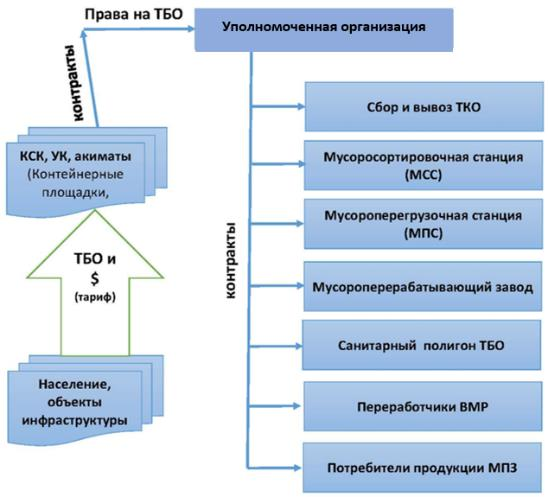 Права на ТБО
Уполномоченная организация
контракты
КСК, УК, акиматы
(Контейнерные
площадки,
ТБО и
$
(тариф)
Население,
объекты
инфраструктуры
контракты
Сбор и вывоз ТКО
Мусоросортировочная станция
(МСС)
Мусороперегрузочная станция
(МПС)
Мусороперерабатывающий завод
Санитарный полигон ТБО
Переработчики ВМР
Потребители продукции МПЗ